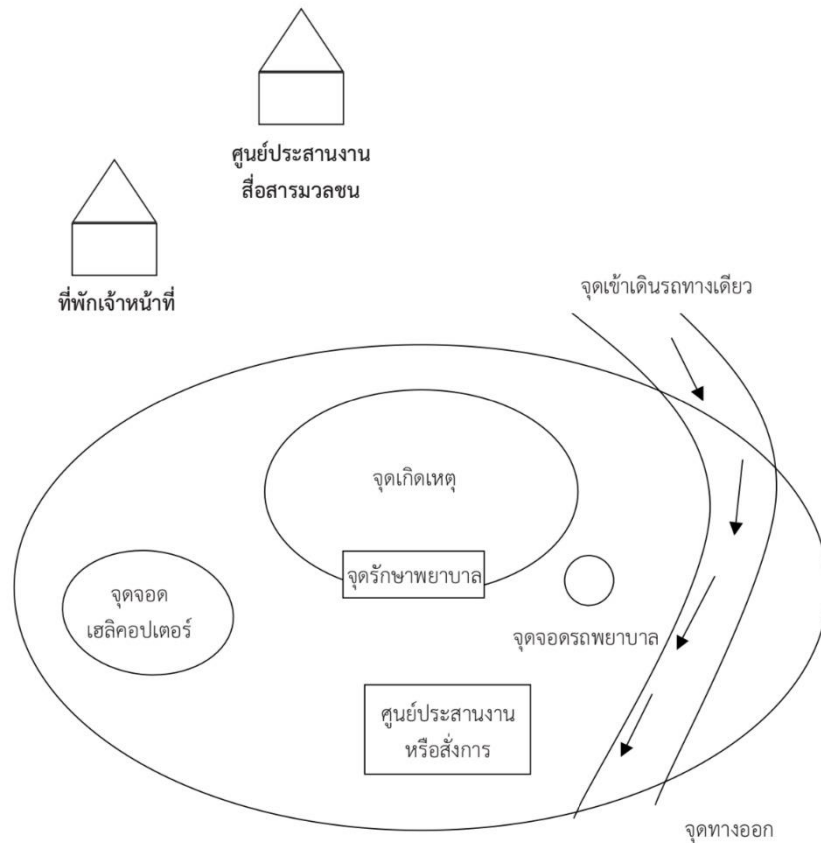 ศูนย์ประสานงาน
สื่อสารมวลชน
ที่พักเจ้าหน้าที่
จุดเข้าเดินรถทางเดียว
จุดเกิดเหตุ
จุดรักษาพยาบาล
จุดจอด
เฮลิคอปเตอร์
จุดจอดรถพยาบาล
ศูนย์ประสานงาน
หรือสั่งการ
จุดทางออก